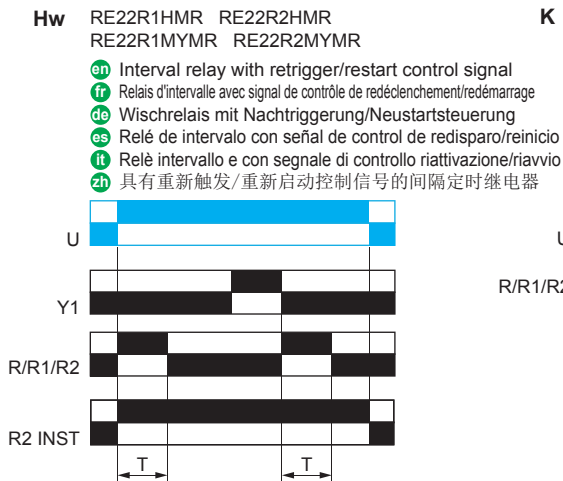 Hw RE22R1HMR RE22R2HMR
RE22R1MYMR RE22R2MYMR
en Interval relay with retrigger/restart control signal
fr Relais d'intervalle avec signal de contrôle de redéclenchement/redémarrage
de Wischrelais mit Nachtriggerung/Neustartsteuerung
es Relé de intervalo con señal de control de redisparo/reinicio
it Relè intervallo e con segnale di controllo riattivazione/riavvio
zh 具有重新触发/重新启动控制信号的间隔定时继电器
U
Y1
R/R1/R2
R2 INST
T T
K
U
R/R1/R2